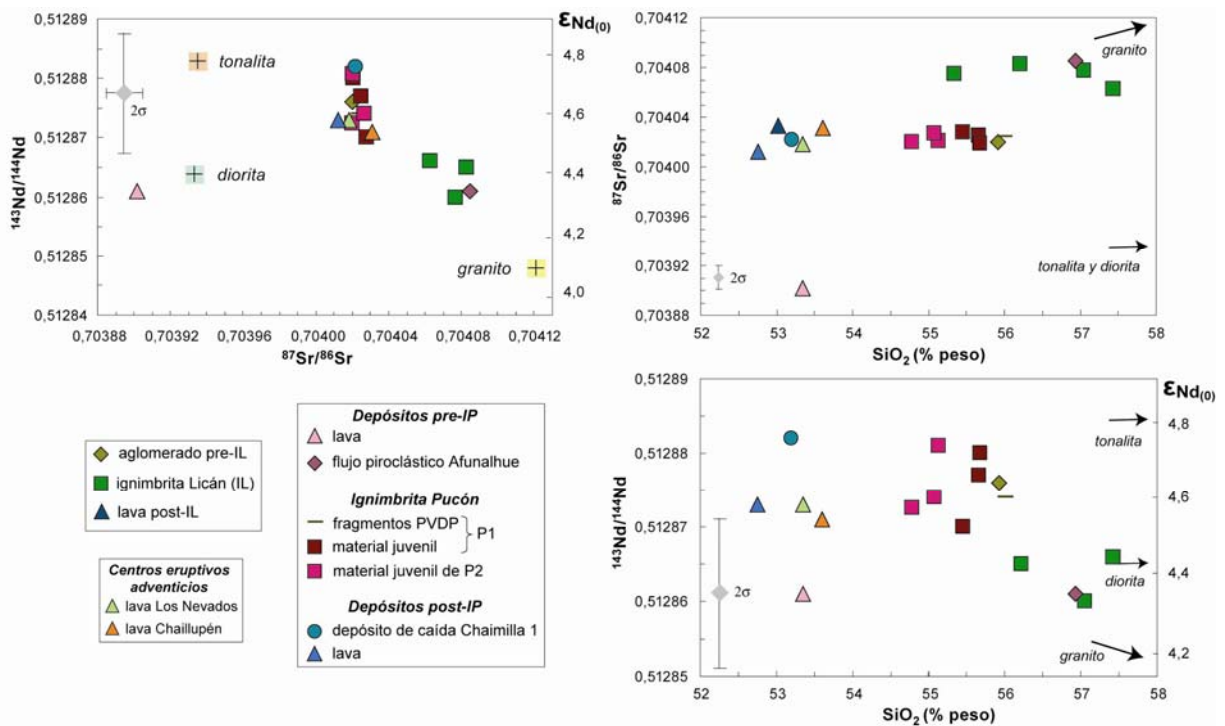 0,51289
0,51288
0,51287
0,51286
0,51285
0,51284
¹⁴³Nd/¹⁴⁴Nd
εNd(0)
4,8
4,6
4,4
4,2
4,0
tonalita
2σ
diorita
granito
0,70388
0,70392
0,70396
0,70400
0,70404
0,70408
0,70412
⁸⁷Sr/⁸⁶Sr
0,70412
0,70408
0,70404
0,70400
0,70396
0,70392
0,70388
⁸⁷Sr/⁸⁶Sr
granito
tonalita y diorita
2σ
52 53 54 55 56 57 58
SiO₂ (% peso)
aglomerado pre-IL
ignimbrita Licán (IL)
lava post-IL
Centros eruptivos
adventicios
lava Los Nevados
lava Chaillupén
Depósitos pre-IP
lava
flujo piroclástico Afunalhue
Ignimbrita Pucón
fragmentos PVDP
material juvenil
P1
material juvenil de P2
Depósitos post-IP
depósito de caída Chaimilla 1
lava
0,51289
0,51288
0,51287
0,51286
0,51285
¹⁴³Nd/¹⁴⁴Nd
εNd(0)
4,8
4,6
4,4
4,2
tonalita
diorita
granito
2σ
52 53 54 55 56 57 58
SiO₂ (% peso)